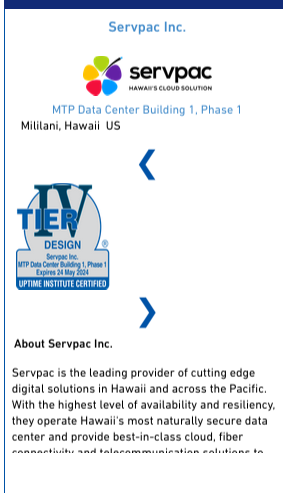 Servpac Inc.
servpac
HAWAII'S CLOUD SOLUTION
MTP Data Center Building 1, Phase 1
Mililani, Hawaii US
IV
TIER
DESIGN
®
Servpac Inc.
MTP Data Center Building 1, Phase 1
Expires 24 May 2024
UPTIME INSTITUTE CERTIFIED
About Servpac Inc.
Servpac is the leading provider of cutting edge
digital solutions in Hawaii and across the Pacific.
With the highest level of availability and resiliency,
they operate Hawaii's most naturally secure data
center and provide best-in-class cloud, fiber
connectivity and telecommunication solutions to